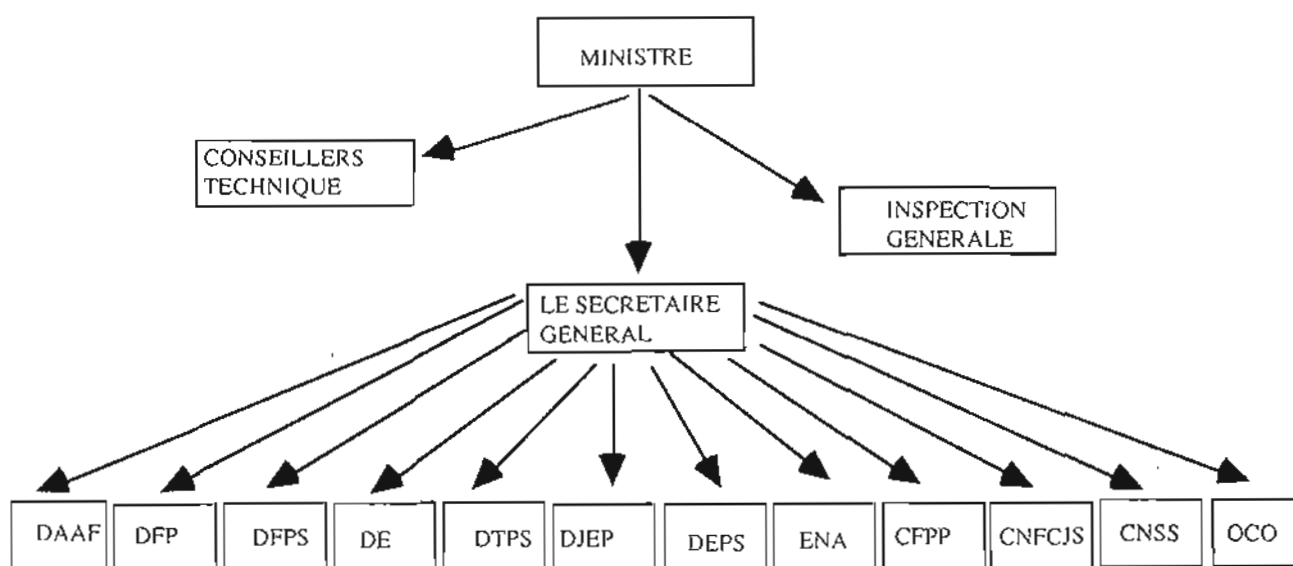 MINISTRE
CONSEILLERS
TECHNIQUE
INSPECTION
GENERALE
LE SECRETAIRE
GENERAL
DAAF DFP DFPS DE DTPS DJEP DEPS ENA CFPP CNFCJS CNSS OCO